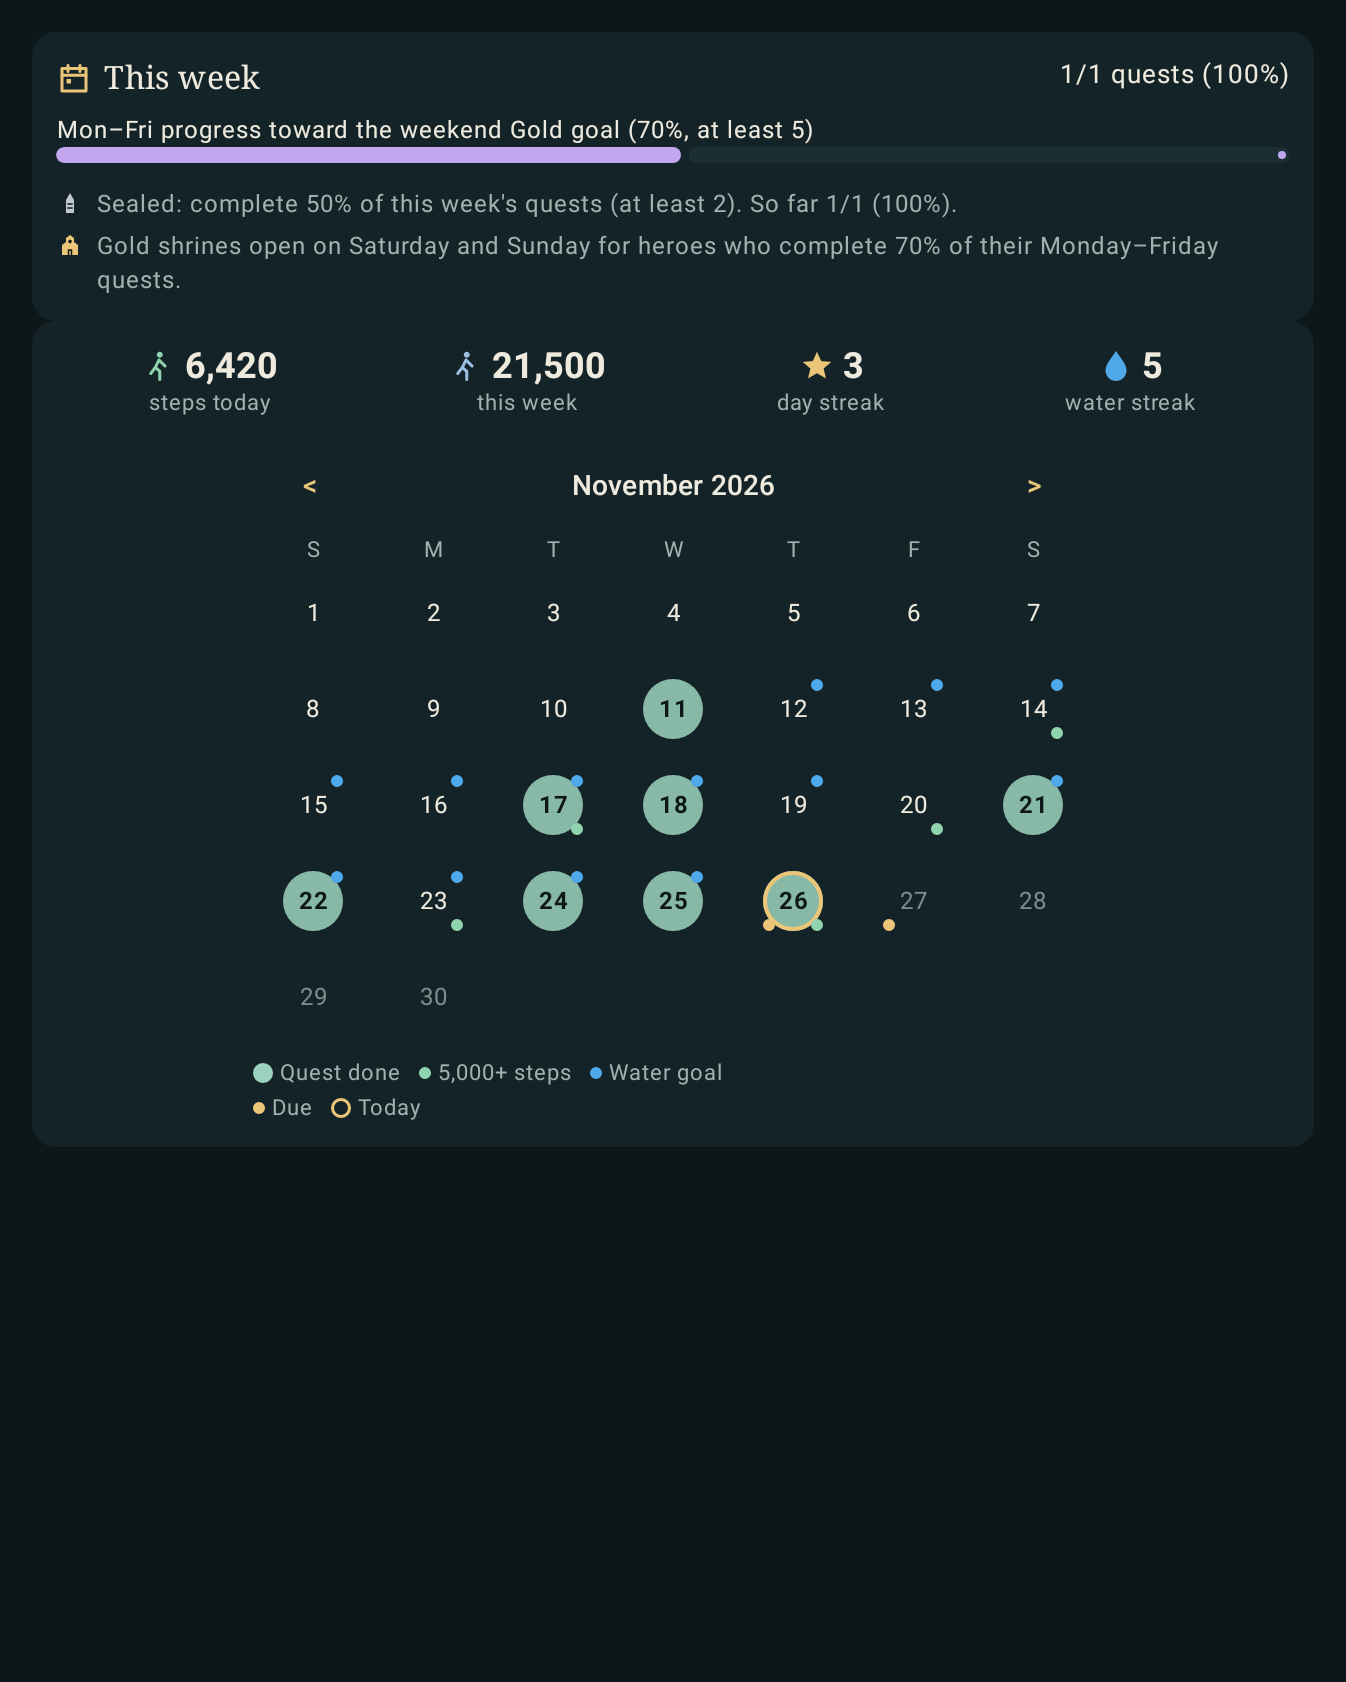 This week
1/1 quests (100%)
Mon–Fri progress toward the weekend Gold goal (70%, at least 5)
Sealed: complete 50% of this week's quests (at least 2). So far 1/1 (100%).
Gold shrines open on Saturday and Sunday for heroes who complete 70% of their Monday–Friday
quests.
6,420 21,500 3 5
steps today this week day streak water streak
< November 2026 >
S M T W T F S
1 2 3 4 5 6 7
8 9 10 11 12 13 14
15 16 17 18 19 20 21
22 23 24 25 26 27 28
29 30
Quest done 5,000+ steps Water goal
Due Today